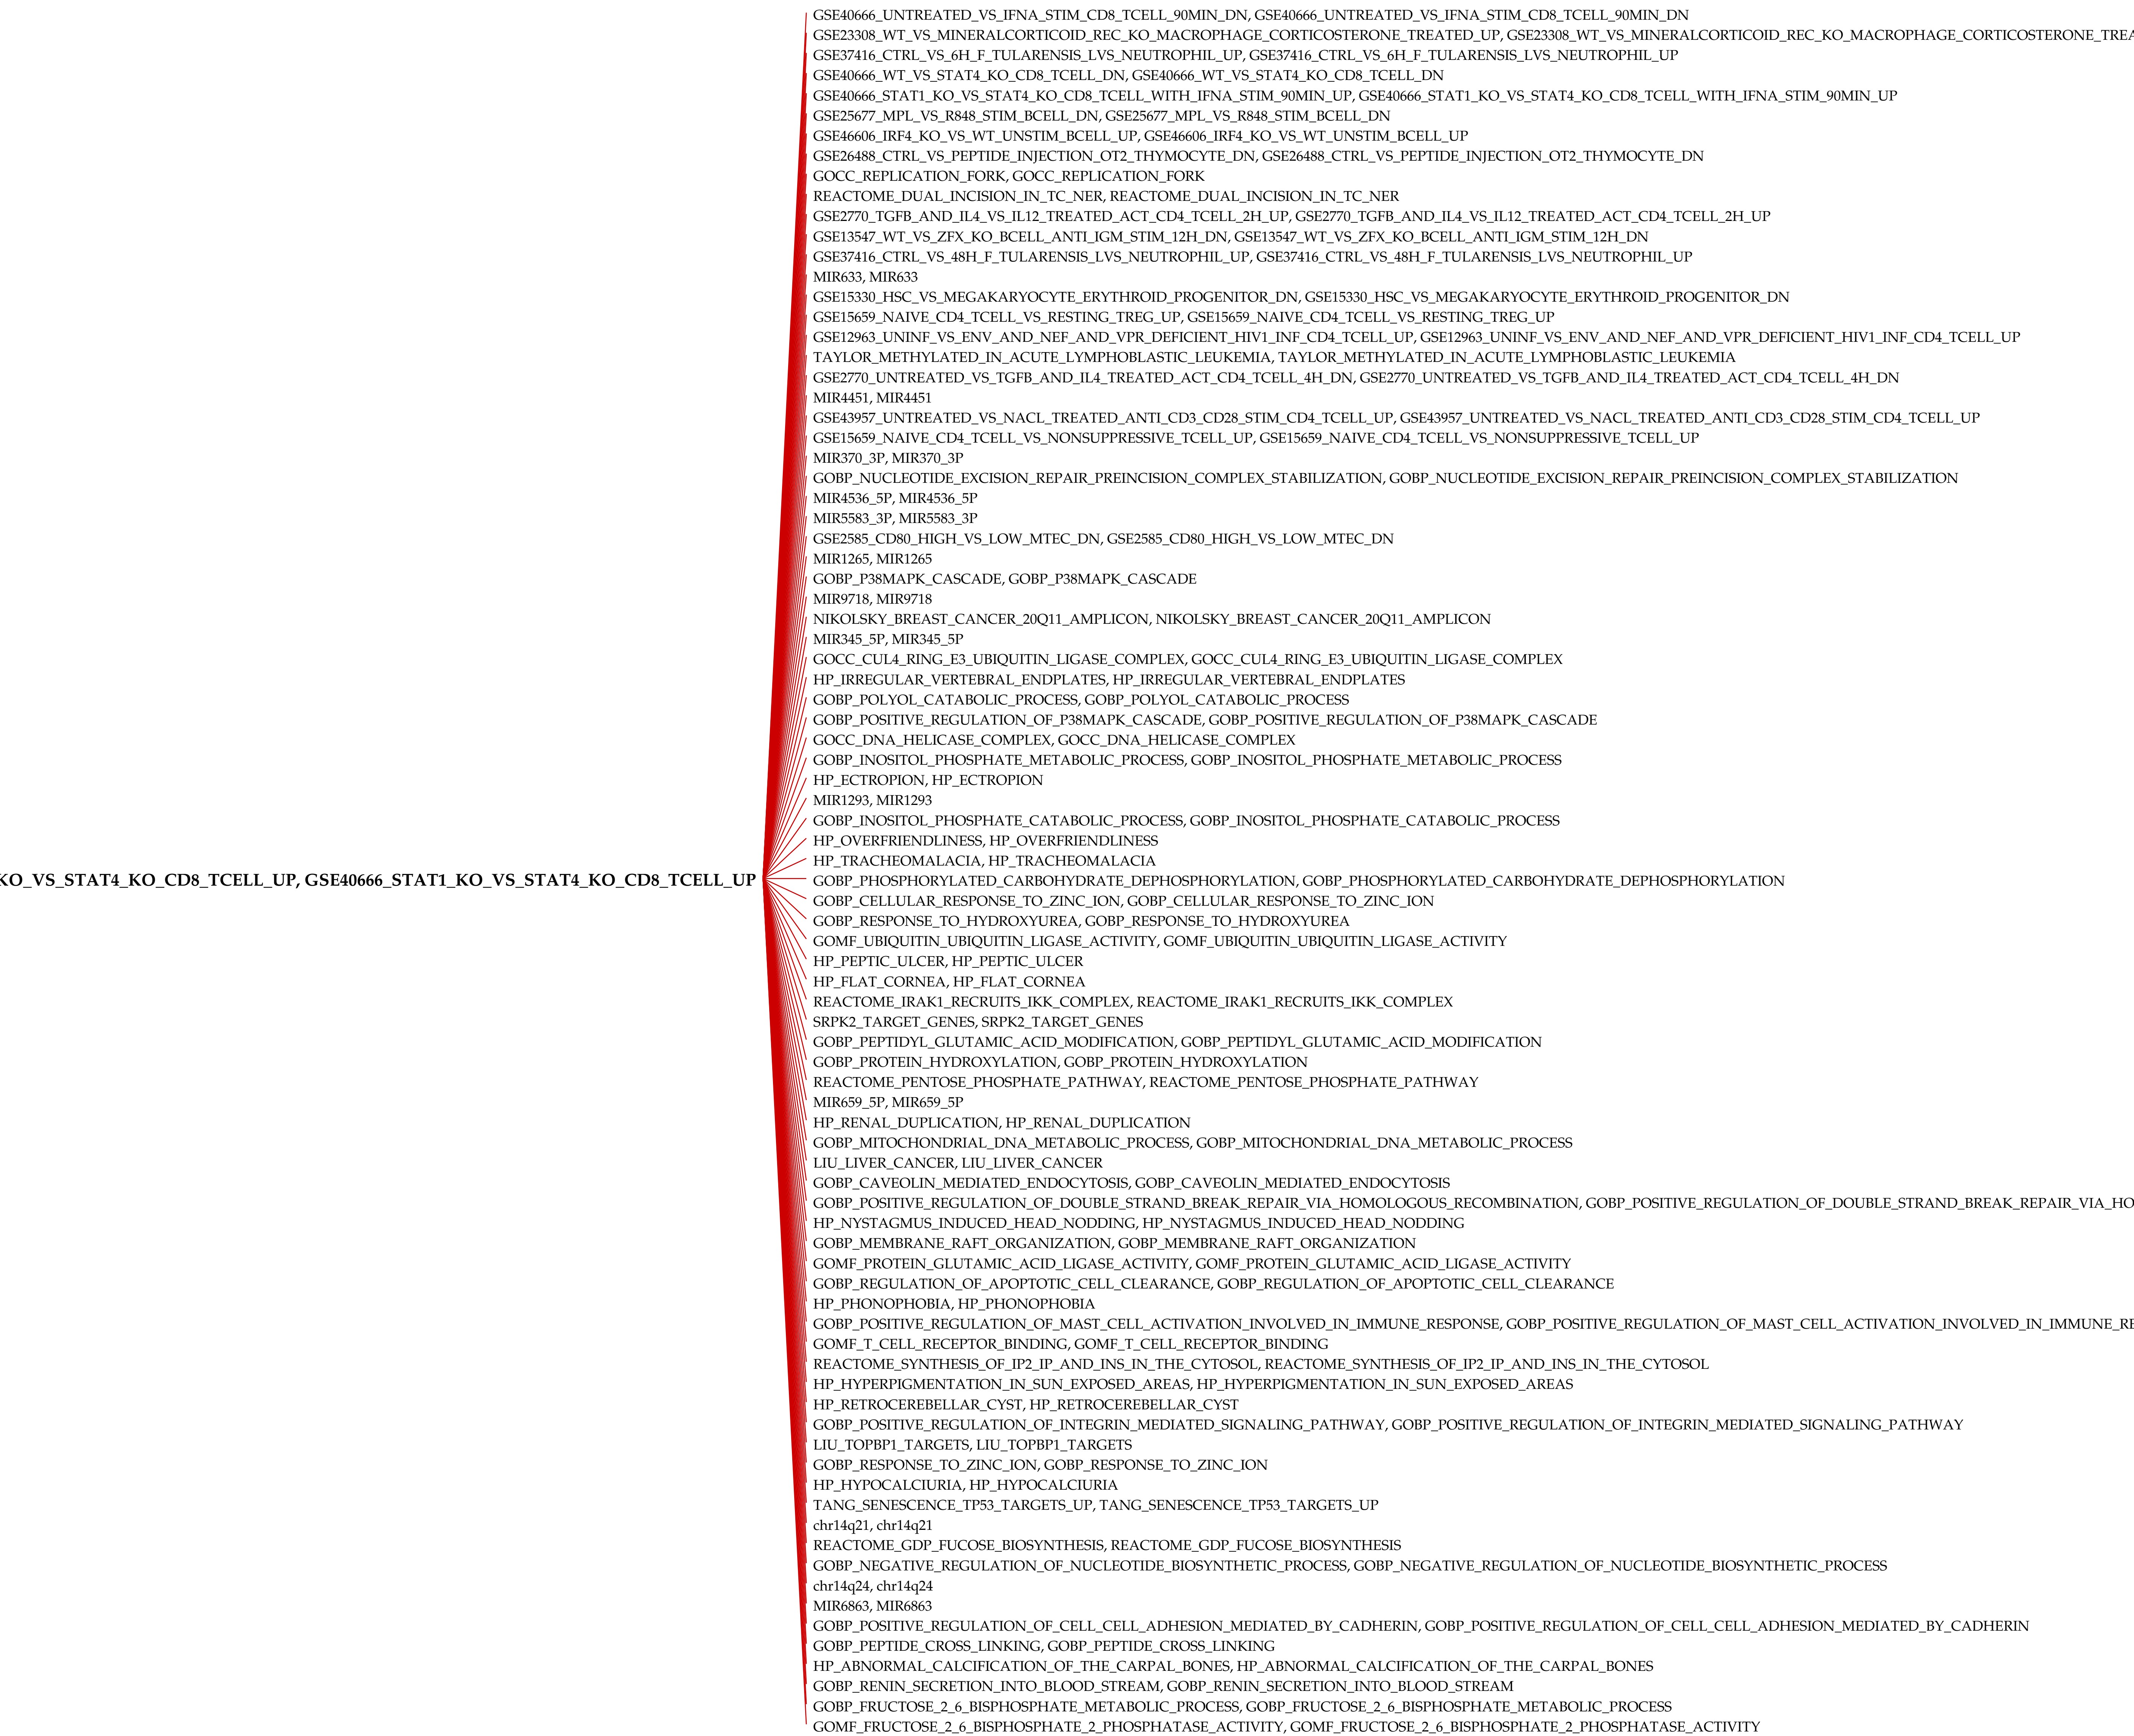 GSE40666_UNTREATED_VS_IFNA_STIM_CD8_TCELL_90MIN_DN, GSE40666_UNTREATED_VS_IFNA_STIM_CD8_TCELL_90MIN_DN
GSE23308_WT_VS_MINERALCORTICOID_REC_KO_MACROPHAGE_CORTICOSTERONE_TREATED_UP, GSE23308_WT_VS_MINERALCORTICOID_REC_KO_MACROPHAGE_CORTICOSTERONE_TREA
GSE37416_CTRL_VS_6H_F_TULARENSIS_LVS_NEUTROPHIL_UP, GSE37416_CTRL_VS_6H_F_TULARENSIS_LVS_NEUTROPHIL_UP
GSE40666_WT_VS_STAT4_KO_CD8_TCELL_DN, GSE40666_WT_VS_STAT4_KO_CD8_TCELL_DN
GSE40666_STAT1_KO_VS_STAT4_KO_CD8_TCELL_WITH_IFNA_STIM_90MIN_UP, GSE40666_STAT1_KO_VS_STAT4_KO_CD8_TCELL_WITH_IFNA_STIM_90MIN_UP
GSE25677_MPL_VS_R848_STIM_BCELL_DN, GSE25677_MPL_VS_R848_STIM_BCELL_DN
GSE46606_IRF4_KO_VS_WT_UNSTIM_BCELL_UP, GSE46606_IRF4_KO_VS_WT_UNSTIM_BCELL_UP
GSE26488_CTRL_VS_PEPTIDE_INJECTION_OT2_THYMOCYTE_DN, GSE26488_CTRL_VS_PEPTIDE_INJECTION_OT2_THYMOCYTE_DN
GOCC_REPLICATION_FORK, GOCC_REPLICATION_FORK
REACTOME_DUAL_INCISION_IN_TC_NER, REACTOME_DUAL_INCISION_IN_TC_NER
GSE2770_TGFB_AND_IL4_VS_IL12_TREATED_ACT_CD4_TCELL_2H_UP, GSE2770_TGFB_AND_IL4_VS_IL12_TREATED_ACT_CD4_TCELL_2H_UP
GSE13547_WT_VS_ZFX_KO_BCELL_ANTI_IGM_STIM_12H_DN, GSE13547_WT_VS_ZFX_KO_BCELL_ANTI_IGM_STIM_12H_DN
GSE37416_CTRL_VS_48H_F_TULARENSIS_LVS_NEUTROPHIL_UP, GSE37416_CTRL_VS_48H_F_TULARENSIS_LVS_NEUTROPHIL_UP
MIR633, MIR633
GSE15330_HSC_VS_MEGAKARYOCYTE_ERYTHROID_PROGENITOR_DN, GSE15330_HSC_VS_MEGAKARYOCYTE_ERYTHROID_PROGENITOR_DN
GSE15659_NAIVE_CD4_TCELL_VS_RESTING_TREG_UP, GSE15659_NAIVE_CD4_TCELL_VS_RESTING_TREG_UP
GSE12963_UNINF_VS_ENV_AND_NEF_AND_VPR_DEFICIENT_HIV1_INF_CD4_TCELL_UP, GSE12963_UNINF_VS_ENV_AND_NEF_AND_VPR_DEFICIENT_HIV1_INF_CD4_TCELL_UP
TAYLOR_METHYLATED_IN_ACUTE_LYMPHOBLASTIC_LEUKEMIA, TAYLOR_METHYLATED_IN_ACUTE_LYMPHOBLASTIC_LEUKEMIA
GSE2770_UNTREATED_VS_TGFB_AND_IL4_TREATED_ACT_CD4_TCELL_4H_DN, GSE2770_UNTREATED_VS_TGFB_AND_IL4_TREATED_ACT_CD4_TCELL_4H_DN
MIR4451, MIR4451
GSE43957_UNTREATED_VS_NACL_TREATED_ANTI_CD3_CD28_STIM_CD4_TCELL_UP, GSE43957_UNTREATED_VS_NACL_TREATED_ANTI_CD3_CD28_STIM_CD4_TCELL_UP
GSE15659_NAIVE_CD4_TCELL_VS_NONSUPPRESSIVE_TCELL_UP, GSE15659_NAIVE_CD4_TCELL_VS_NONSUPPRESSIVE_TCELL_UP
MIR370_3P, MIR370_3P
GOBP_NUCLEOTIDE_EXCISION_REPAIR_PREINCISION_COMPLEX_STABILIZATION, GOBP_NUCLEOTIDE_EXCISION_REPAIR_PREINCISION_COMPLEX_STABILIZATION
MIR4536_5P, MIR4536_5P
MIR5583_3P, MIR5583_3P
GSE2585_CD80_HIGH_VS_LOW_MTEC_DN, GSE2585_CD80_HIGH_VS_LOW_MTEC_DN
MIR1265, MIR1265
GOBP_P38MAPK_CASCADE, GOBP_P38MAPK_CASCADE
MIR9718, MIR9718
NIKOLSKY_BREAST_CANCER_20Q11_AMPLICON, NIKOLSKY_BREAST_CANCER_20Q11_AMPLICON
MIR345_5P, MIR345_5P
GOCC_CUL4_RING_E3_UBIQUITIN_LIGASE_COMPLEX, GOCC_CUL4_RING_E3_UBIQUITIN_LIGASE_COMPLEX
HP_IRREGULAR_VERTEBRAL_ENDPLATES, HP_IRREGULAR_VERTEBRAL_ENDPLATES
GOBP_POLYOL_CATABOLIC_PROCESS, GOBP_POLYOL_CATABOLIC_PROCESS
GOBP_POSITIVE_REGULATION_OF_P38MAPK_CASCADE, GOBP_POSITIVE_REGULATION_OF_P38MAPK_CASCADE
GOCC_DNA_HELICASE_COMPLEX, GOCC_DNA_HELICASE_COMPLEX
GOBP_INOSITOL_PHOSPHATE_METABOLIC_PROCESS, GOBP_INOSITOL_PHOSPHATE_METABOLIC_PROCESS
HP_ECTROPION, HP_ECTROPION
MIR1293, MIR1293
GOBP_INOSITOL_PHOSPHATE_CATABOLIC_PROCESS, GOBP_INOSITOL_PHOSPHATE_CATABOLIC_PROCESS
HP_OVERFRIENDLINESS, HP_OVERFRIENDLINESS
HP_TRACHEOMALACIA, HP_TRACHEOMALACIA
KO_VS_STAT4_KO_CD8_TCELL_UP, GSE40666_STAT1_KO_VS_STAT4_KO_CD8_TCELL_UP
GOBP_PHOSPHORYLATED_CARBOHYDRATE_DEPHOSPHORYLATION, GOBP_PHOSPHORYLATED_CARBOHYDRATE_DEPHOSPHORYLATION
GOBP_CELLULAR_RESPONSE_TO_ZINC_ION, GOBP_CELLULAR_RESPONSE_TO_ZINC_ION
GOBP_RESPONSE_TO_HYDROXYUREA, GOBP_RESPONSE_TO_HYDROXYUREA
GOMF_UBIQUITIN_UBIQUITIN_LIGASE_ACTIVITY, GOMF_UBIQUITIN_UBIQUITIN_LIGASE_ACTIVITY
HP_PEPTIC_ULCER, HP_PEPTIC_ULCER
HP_FLAT_CORNEA, HP_FLAT_CORNEA
REACTOME_IRAK1_RECRUITS_IKK_COMPLEX, REACTOME_IRAK1_RECRUITS_IKK_COMPLEX
SRPK2_TARGET_GENES, SRPK2_TARGET_GENES
GOBP_PEPTIDYL_GLUTAMIC_ACID_MODIFICATION, GOBP_PEPTIDYL_GLUTAMIC_ACID_MODIFICATION
GOBP_PROTEIN_HYDROXYLATION, GOBP_PROTEIN_HYDROXYLATION
REACTOME_PENTOSE_PHOSPHATE_PATHWAY, REACTOME_PENTOSE_PHOSPHATE_PATHWAY
MIR659_5P, MIR659_5P
HP_RENAL_DUPLICATION, HP_RENAL_DUPLICATION
GOBP_MITOCHONDRIAL_DNA_METABOLIC_PROCESS, GOBP_MITOCHONDRIAL_DNA_METABOLIC_PROCESS
LIU_LIVER_CANCER, LIU_LIVER_CANCER
GOBP_CAVEOLIN_MEDIATED_ENDOCYTOSIS, GOBP_CAVEOLIN_MEDIATED_ENDOCYTOSIS
GOBP_POSITIVE_REGULATION_OF_DOUBLE_STRAND_BREAK_REPAIR_VIA_HOMOLOGOUS_RECOMBINATION, GOBP_POSITIVE_REGULATION_OF_DOUBLE_STRAND_BREAK_REPAIR_VIA_HO
HP_NYSTAGMUS_INDUCED_HEAD_NODDING, HP_NYSTAGMUS_INDUCED_HEAD_NODDING
GOBP_MEMBRANE_RAFT_ORGANIZATION, GOBP_MEMBRANE_RAFT_ORGANIZATION
GOMF_PROTEIN_GLUTAMIC_ACID_LIGASE_ACTIVITY, GOMF_PROTEIN_GLUTAMIC_ACID_LIGASE_ACTIVITY
GOBP_REGULATION_OF_APOPTOTIC_CELL_CLEARANCE, GOBP_REGULATION_OF_APOPTOTIC_CELL_CLEARANCE
HP_PHONOPHOBIA, HP_PHONOPHOBIA
GOBP_POSITIVE_REGULATION_OF_MAST_CELL_ACTIVATION_INVOLVED_IN_IMMUNE_RESPONSE, GOBP_POSITIVE_REGULATION_OF_MAST_CELL_ACTIVATION_INVOLVED_IN_IMMUNE_RE
GOMF_T_CELL_RECEPTOR_BINDING, GOMF_T_CELL_RECEPTOR_BINDING
REACTOME_SYNTHESIS_OF_IP2_IP_AND_INS_IN_THE_CYTOSOL, REACTOME_SYNTHESIS_OF_IP2_IP_AND_INS_IN_THE_CYTOSOL
HP_HYPERPIGMENTATION_IN_SUN_EXPOSED_AREAS, HP_HYPERPIGMENTATION_IN_SUN_EXPOSED_AREAS
HP_RETROCEREBELLAR_CYST, HP_RETROCEREBELLAR_CYST
GOBP_POSITIVE_REGULATION_OF_INTEGRIN_MEDIATED_SIGNALING_PATHWAY, GOBP_POSITIVE_REGULATION_OF_INTEGRIN_MEDIATED_SIGNALING_PATHWAY
LIU_TOPBP1_TARGETS, LIU_TOPBP1_TARGETS
GOBP_RESPONSE_TO_ZINC_ION, GOBP_RESPONSE_TO_ZINC_ION
HP_HYPOCALCIURIA, HP_HYPOCALCIURIA
TANG_SENESCENCE_TP53_TARGETS_UP, TANG_SENESCENCE_TP53_TARGETS_UP
chr14q21, chr14q21
REACTOME_GDP_FUCOSE_BIOSYNTHESIS, REACTOME_GDP_FUCOSE_BIOSYNTHESIS
GOBP_NEGATIVE_REGULATION_OF_NUCLEOTIDE_BIOSYNTHETIC_PROCESS, GOBP_NEGATIVE_REGULATION_OF_NUCLEOTIDE_BIOSYNTHETIC_PROCESS
chr14q24, chr14q24
MIR6863, MIR6863
GOBP_POSITIVE_REGULATION_OF_CELL_CELL_ADHESION_MEDIATED_BY_CADHERIN, GOBP_POSITIVE_REGULATION_OF_CELL_CELL_ADHESION_MEDIATED_BY_CADHERIN
GOBP_PEPTIDE_CROSS_LINKING, GOBP_PEPTIDE_CROSS_LINKING
HP_ABNORMAL_CALCIFICATION_OF_THE_CARPAL_BONES, HP_ABNORMAL_CALCIFICATION_OF_THE_CARPAL_BONES
GOBP_RENIN_SECRETION_INTO_BLOOD_STREAM, GOBP_RENIN_SECRETION_INTO_BLOOD_STREAM
GOBP_FRUCTOSE_2_6_BISPHOSPHATE_METABOLIC_PROCESS, GOBP_FRUCTOSE_2_6_BISPHOSPHATE_METABOLIC_PROCESS
GOMF_FRUCTOSE_2_6_BISPHOSPHATE_2_PHOSPHATASE_ACTIVITY, GOMF_FRUCTOSE_2_6_BISPHOSPHATE_2_PHOSPHATASE_ACTIVITY